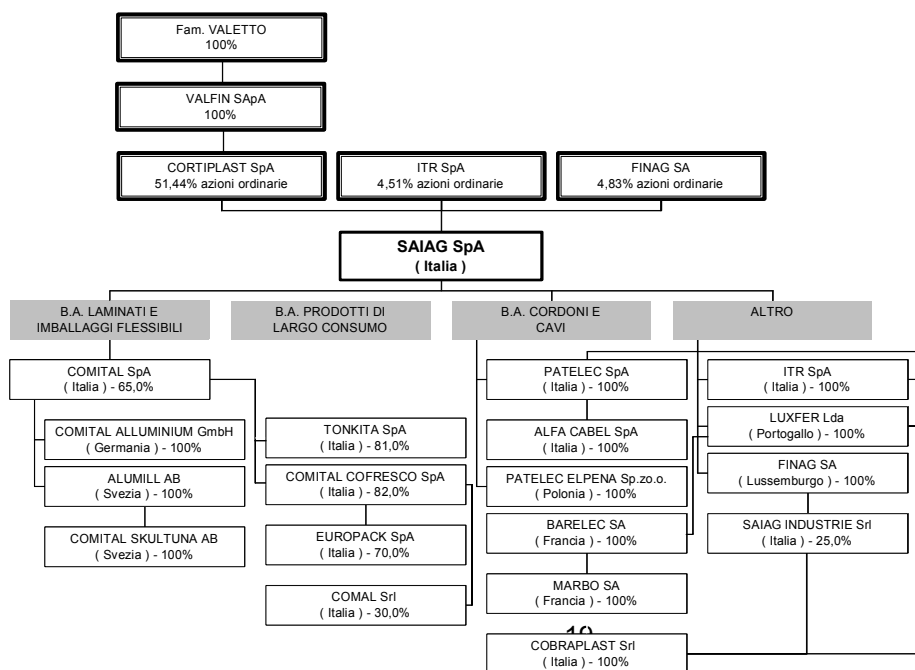 Fam. VALETTO
100%
VALFIN SApA
100%
CORTIPLAST SpA
51,44% azioni ordinarie
ITR SpA
4,51% azioni ordinarie
FINAG SA
4,83% azioni ordinarie
SAIAG SpA
( Italia )
B.A. LAMINATI E
IMBALLAGGI FLESSIBILI
B.A. PRODOTTI DI
LARGO CONSUMO
B.A. CORDONI E
CAVI
ALTRO
COMITAL SpA
( Italia ) - 65,0%
COMITAL ALLUMINIUM GmbH
( Germania ) - 100%
ALUMILL AB
( Svezia ) - 100%
COMITAL SKULTUNA AB
( Svezia ) - 100%
TONKITA SpA
( Italia ) - 81,0%
COMITAL COFRESCO SpA
( Italia ) - 82,0%
EUROPACK SpA
( Italia ) - 70,0%
COMAL Srl
( Italia ) - 30,0%
PATELEC SpA
( Italia ) - 100%
ALFA CABEL SpA
( Italia ) - 100%
PATELEC ELPENA Sp.zo.o.
( Polonia ) - 100%
BARELEC SA
( Francia ) - 100%
MARBO SA
( Francia ) - 100%
10
COBRAPLAST Srl
( Italia ) - 100%
ITR SpA
( Italia ) - 100%
LUXFER Lda
( Portogallo ) - 100%
FINAG SA
( Lussemburgo ) - 100%
SAIAG INDUSTRIE Srl
( Italia ) - 25,0%